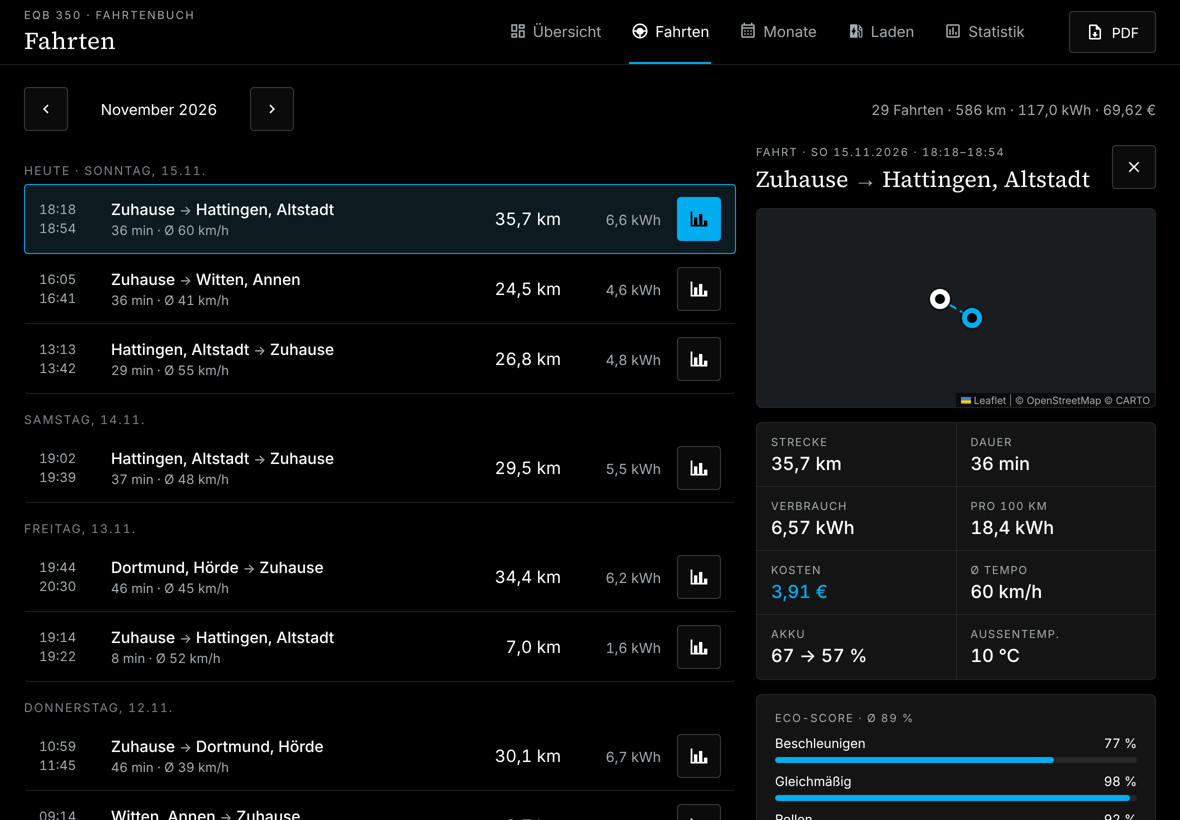 EQB 350 · FAHRTENBUCH
Fahrten
Übersicht
Fahrten
Monate
Laden
Statistik
PDF
November 2026
29 Fahrten · 586 km · 117,0 kWh · 69,62 €
HEUTE · SONNTAG, 15.11.
18:18 Zuhause → Hattingen, Altstadt 35,7 km 6,6 kWh
18:54 36 min · Ø 60 km/h
16:05 Zuhause → Witten, Annen 24,5 km 4,6 kWh
16:41 36 min · Ø 41 km/h
13:13 Hattingen, Altstadt → Zuhause 26,8 km 4,8 kWh
13:42 29 min · Ø 55 km/h
SAMSTAG, 14.11.
19:02 Hattingen, Altstadt → Zuhause 29,5 km 5,5 kWh
19:39 37 min · Ø 48 km/h
FREITAG, 13.11.
19:44 Dortmund, Hörde → Zuhause 34,4 km 6,2 kWh
20:30 46 min · Ø 45 km/h
19:14 Zuhause → Hattingen, Altstadt 7,0 km 1,6 kWh
19:22 8 min · Ø 52 km/h
DONNERSTAG, 12.11.
10:59 Zuhause → Dortmund, Hörde 30,1 km 6,7 kWh
11:45 46 min · Ø 39 km/h
09:14 Witten, Annen → Zuhause
FAHRT · SO 15.11.2026 · 18:18–18:54
Zuhause → Hattingen, Altstadt
Leaflet | © OpenStreetMap © CARTO
STRECKE
35,7 km
DAUER
36 min
VERBRAUCH
6,57 kWh
PRO 100 KM
18,4 kWh
KOSTEN
3,91 €
Ø TEMPO
60 km/h
AKKU
67 → 57 %
AUSSENTEMP.
10 °C
ECO-SCORE · Ø 89 %
Beschleunigen 77 %
Gleichmäßig 98 %
Rollen 92 %